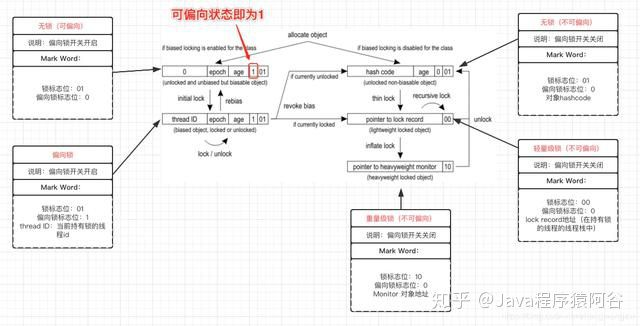 可偏向状态即为1
无锁（可偏向）
说明：偏向锁开关开启
Mark Word:
锁标志位：01
偏向锁标志位：0
偏向锁
说明：偏向锁开关开启
Mark Word:
锁标志位：01
偏向锁标志位：1
thread ID：当前持有锁的线
程id
allocate object
if biased locking is enabled for the class
if biased locking is disabled for the class
0 epoch age 1 01
(unlocked and unbiased but biasable object)
initial lock
rebias
thread ID epoch age 1 01
(biased object, locked or unlocked)
lock / unlock
revoke bias
if currently unlocked
if currently locked
hash code age 0 01
(unlocked non-biasable object)
thin lock
recursive lock
pointer to lock record 00
(lightweight locked object)
inflate lock
unlock
pointer to heavyweight monitor 10
(heavyweight locked object)
无锁（不可偏向）
说明：偏向锁开关关闭
Mark Word:
锁标志位：01
偏向锁标志位：0
对象hashcode
轻量级锁（不可偏向）
说明：偏向锁开关关闭
Mark Word:
锁标志位：00
偏向锁标志位：0
lock record地址（在持有锁
的线程的线程栈中）
重量级锁（不可偏向）
说明：偏向锁开关关闭
Mark Word:
锁标志位：10
偏向锁标志位：0
Monitor 对象地址
知乎 @Java程序猿阿谷